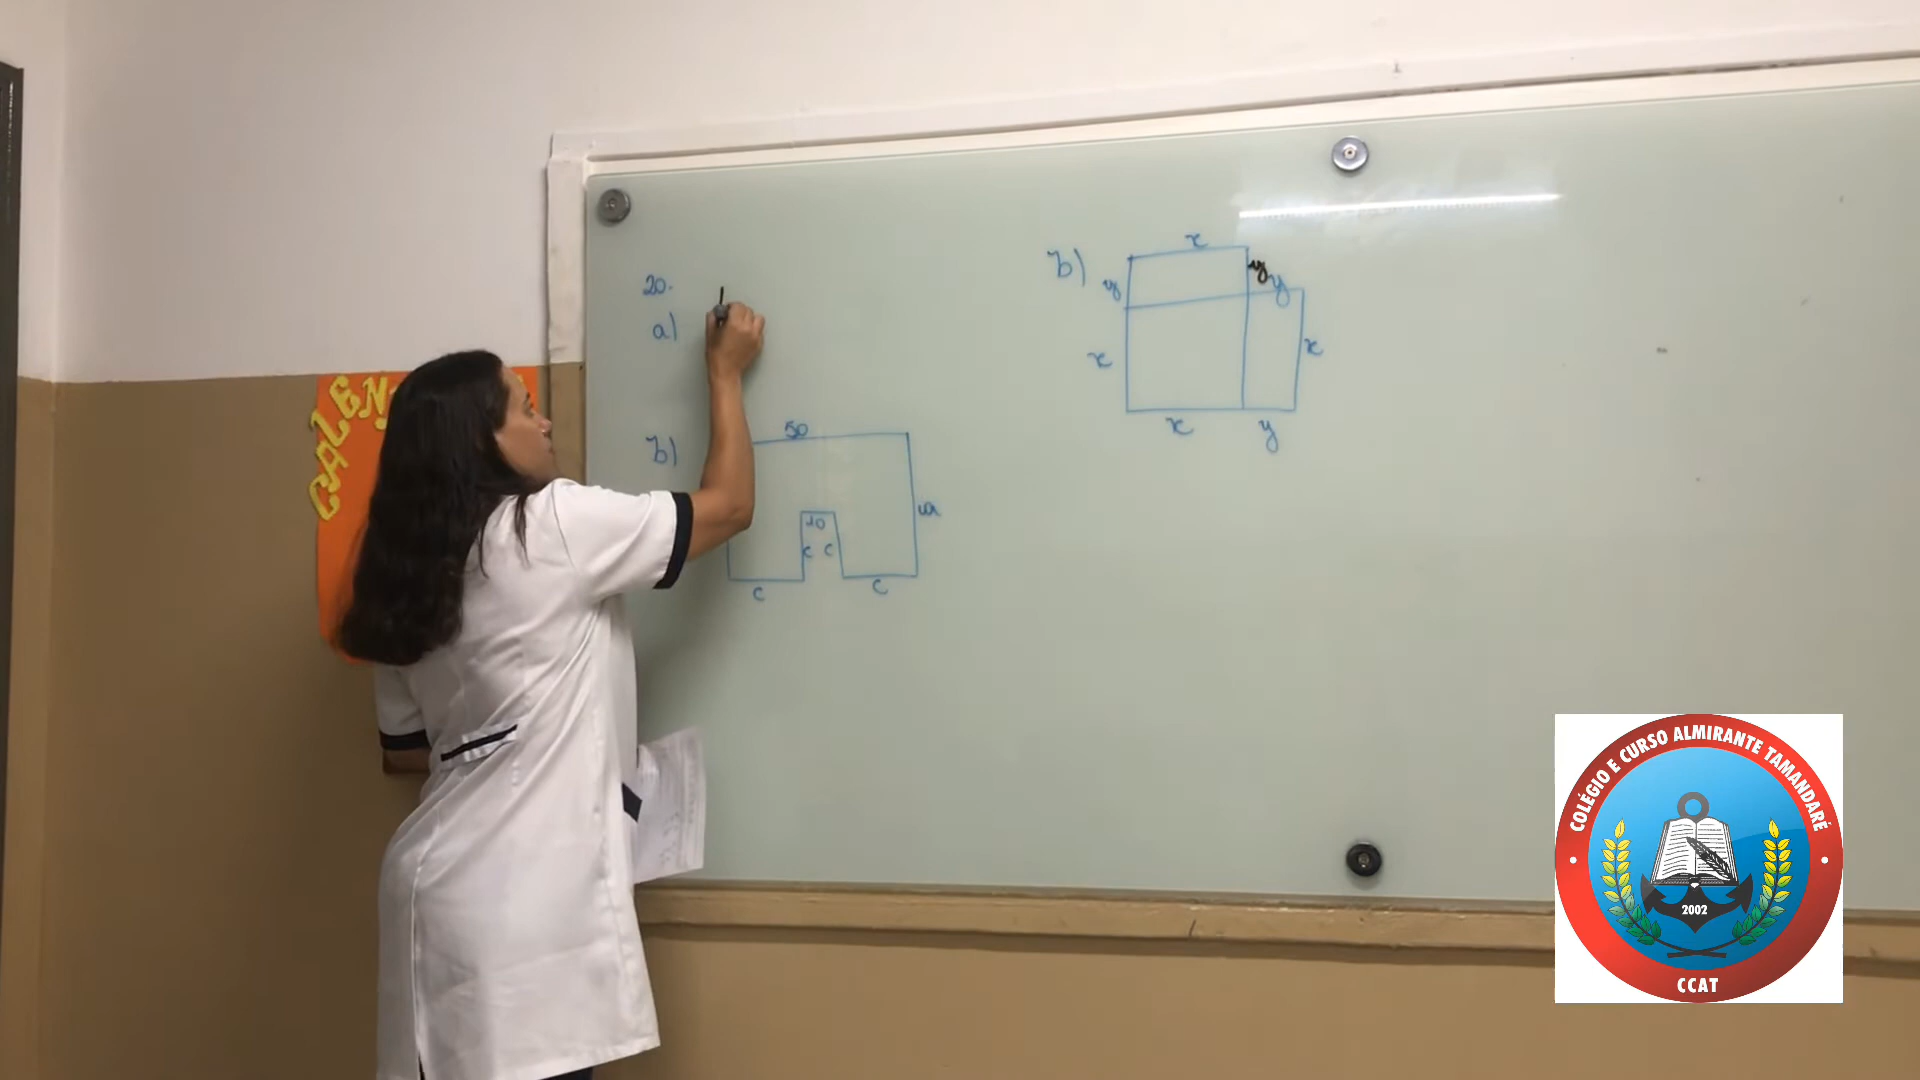 CALEN
20.
a)
b)
50
10
c c
c
c
b)
x
y
y
y
x
x
x
y
COLÉGIO E CURSO ALMIRANTE TAMANDARÉ
2002
CCAT